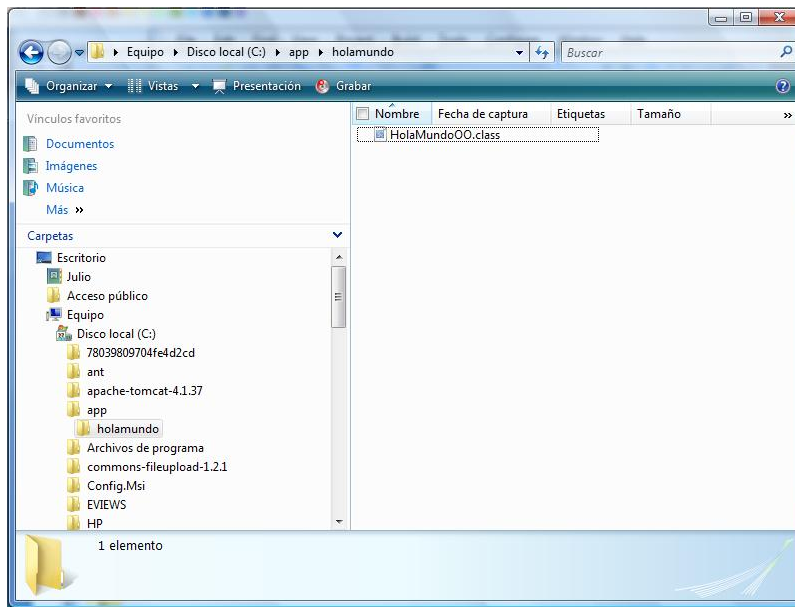 Equipo ▸ Disco local (C:) ▸ app ▸ holamundo
Buscar
Organizar Vistas Presentación Grabar
Vínculos favoritos
Documentos
Imágenes
Música
Más »
Carpetas
Escritorio
Julio
Acceso público
Equipo
Disco local (C:)
78039809704fe4d2cd
ant
apache-tomcat-4.1.37
app
holamundo
Archivos de programa
commons-fileupload-1.2.1
Config.Msi
EVIEWS
HP
Nombre Fecha de captura Etiquetas Tamaño »
HolaMundoOO.class
1 elemento